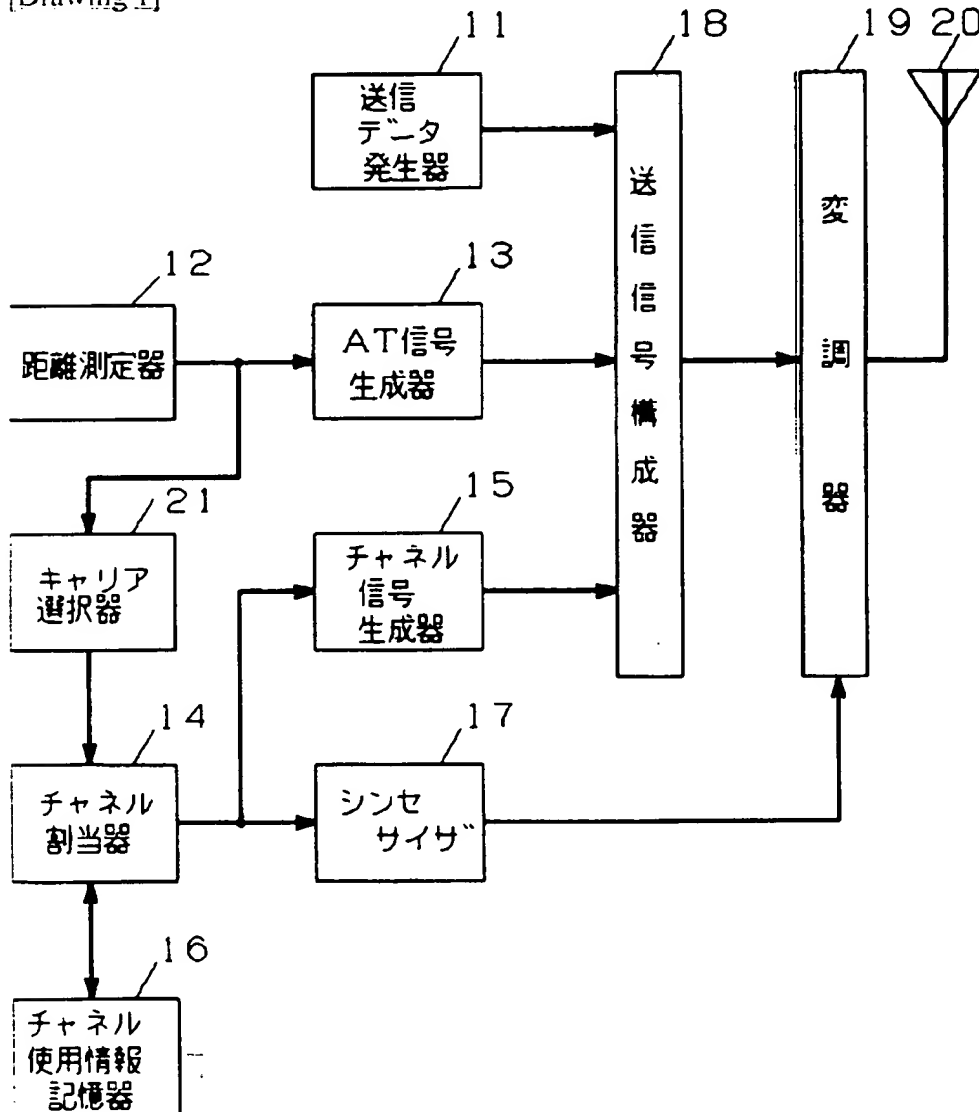 [Drawing 1]
11
18
19
20
送信
データ
発生器
送信信号構成器
変調器
12
13
距離測定器
AT信号
生成器
21
15
キャリア
選択器
チャネル
信号
生成器
14
17
チャネル
割当器
シンセ
サイザ
16
チャネル
使用情報
記憶器